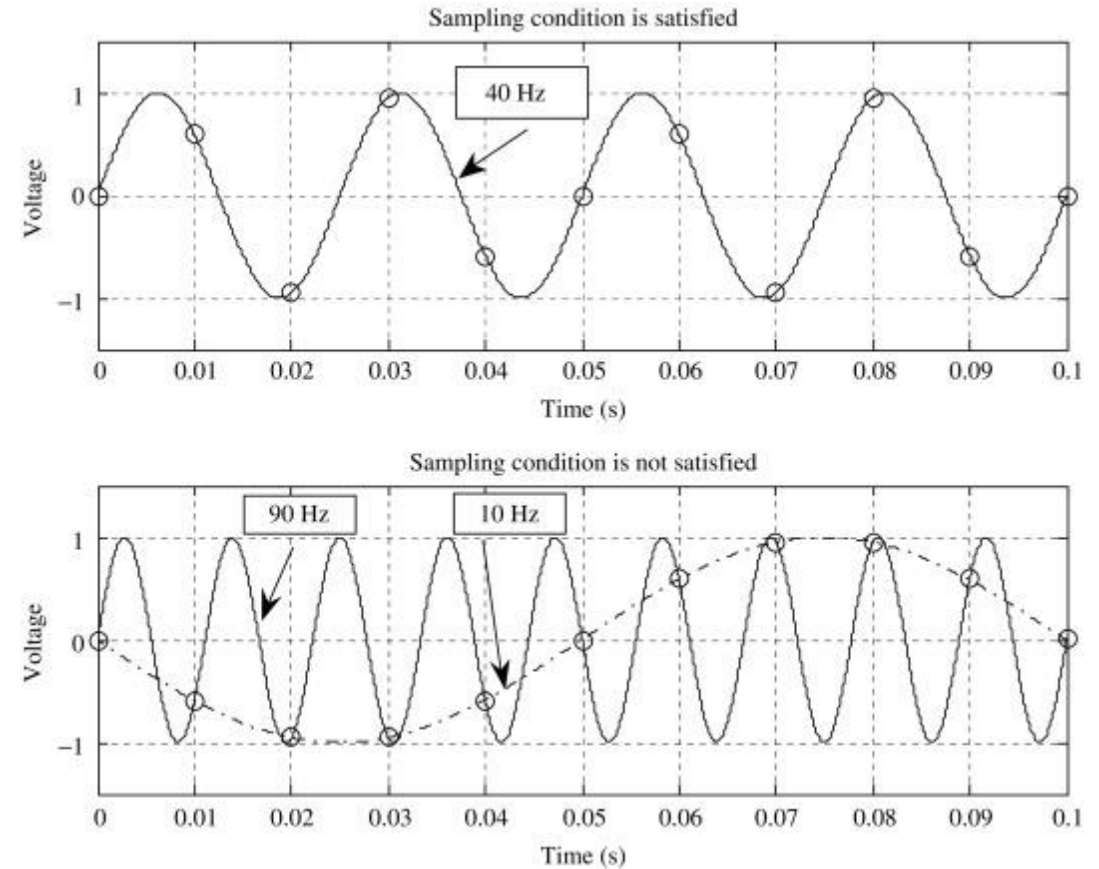 Sampling condition is satisfied
40 Hz
1
0
−1
Voltage
0 0.01 0.02 0.03 0.04 0.05 0.06 0.07 0.08 0.09 0.1
Time (s)
Sampling condition is not satisfied
90 Hz 10 Hz
1
0
−1
Voltage
0 0.01 0.02 0.03 0.04 0.05 0.06 0.07 0.08 0.09 0.1
Time (s)